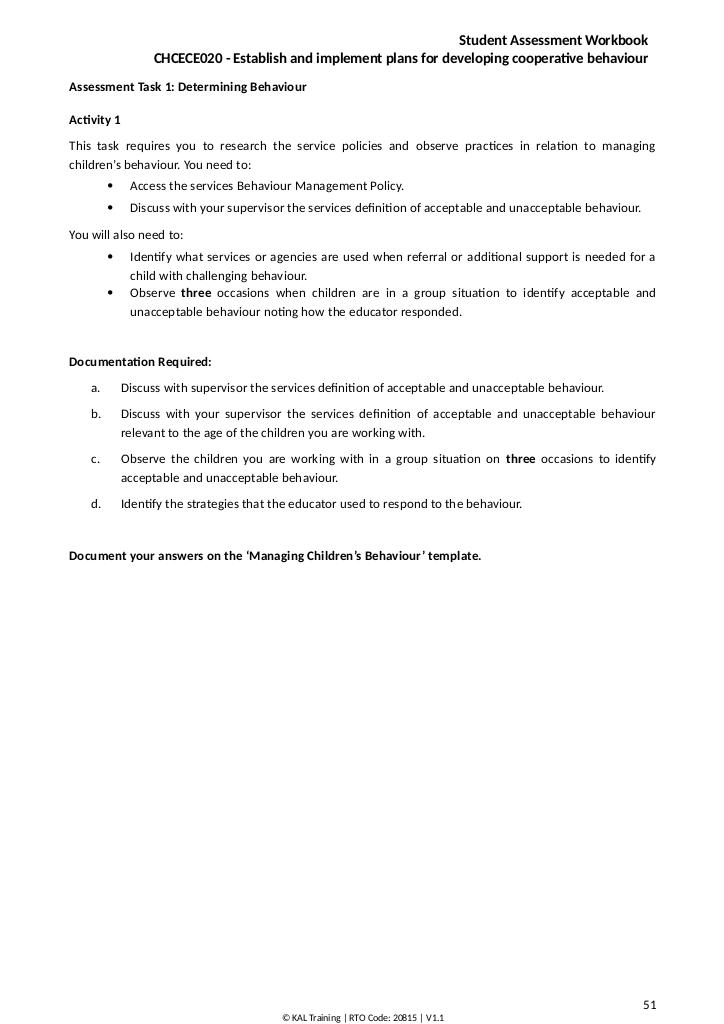 Student Assessment Workbook
CHCECE020 - Establish and implement plans for developing cooperative behaviour
Assessment Task 1: Determining Behaviour
Activity 1
This task requires you to research the service policies and observe practices in relation to managing
children's behaviour. You need to:
• Access the services Behaviour Management Policy.
• Discuss with your supervisor the services definition of acceptable and unacceptable behaviour.
You will also need to:
• Identify what services or agencies are used when referral or additional support is needed for a
child with challenging behaviour.
• Observe three occasions when children are in a group situation to identify acceptable and
unacceptable behaviour noting how the educator responded.
Documentation Required:
a. Discuss with supervisor the services definition of acceptable and unacceptable behaviour.
b. Discuss with your supervisor the services definition of acceptable and unacceptable behaviour
relevant to the age of the children you are working with.
c. Observe the children you are working with in a group situation on three occasions to identify
acceptable and unacceptable behaviour.
d. Identify the strategies that the educator used to respond to the behaviour.
Document your answers on the ‘Managing Children’s Behaviour’ template.
51
© KAL Training | RTO Code: 20815 | V1.1